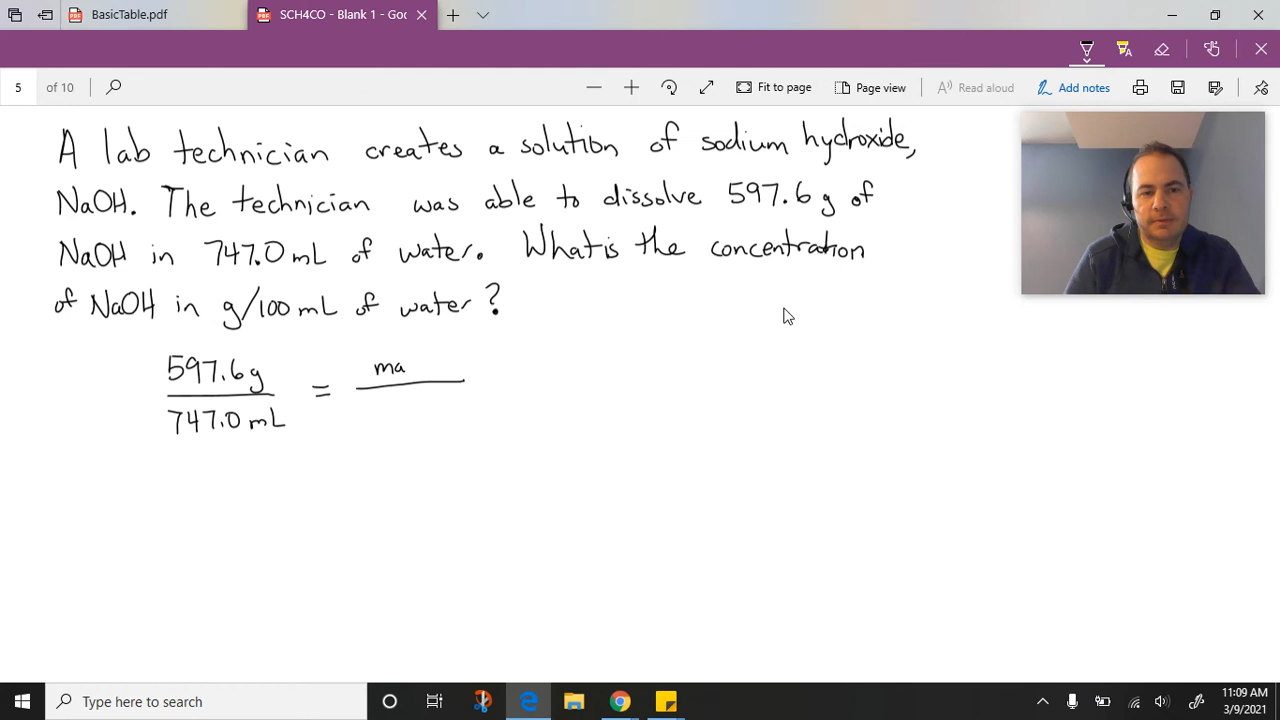 BasicTable.pdf
SCH4CO - Blank 1 - Goc
5 of 10
Fit to page
Page view
Read aloud
Add notes
A lab technician creates a solution of sodium hydroxide,
NaOH. The technician was able to dissolve 597.6 g of
NaOH in 747.0 mL of water. What is the concentration
of NaOH in g/100 mL of water?
597.6g
747.0 mL
=
ma
Type here to search
11:09 AM
3/9/2021